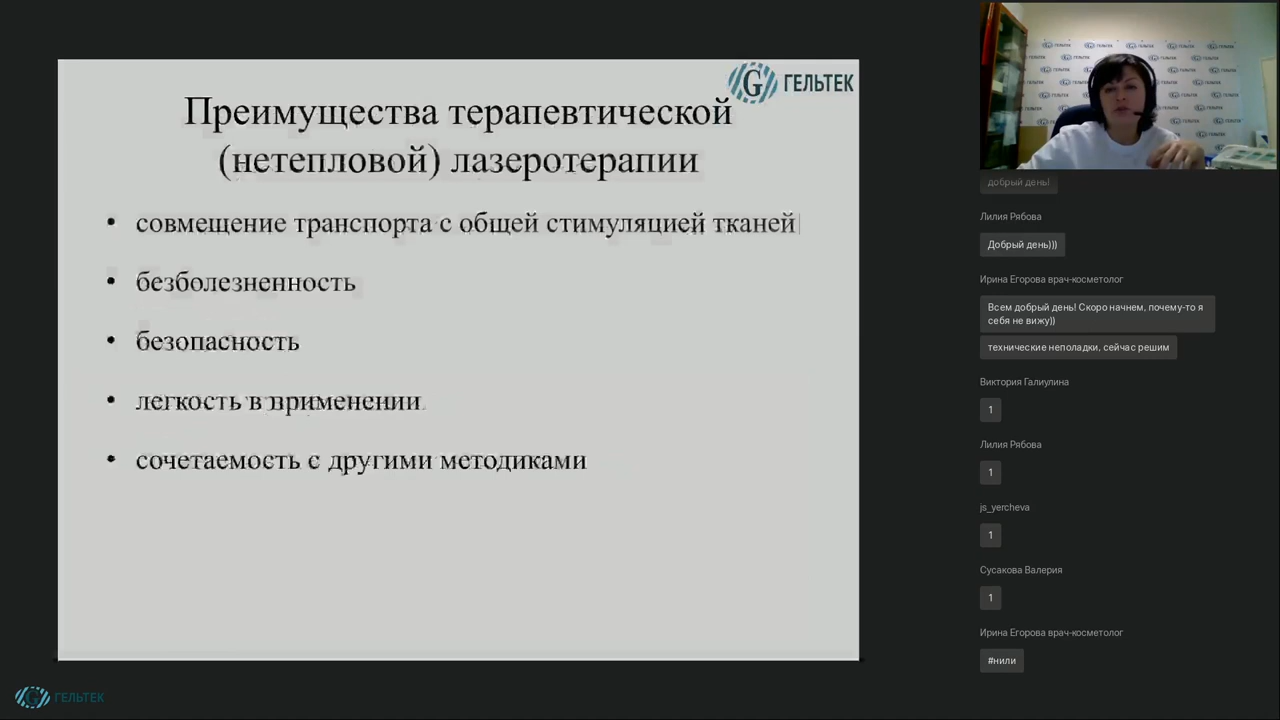 ГЕЛЬТЕК
Преимущества терапевтической
(нетепловой) лазеротерапии
• совмещение транспорта с общей стимуляцией тканей
• безболезненность
• безопасность
• легкость в применении
• сочетаемость с другими методиками
ГЕЛЬТЕК
добрый день!
Лилия Рябова
Добрый день)))
Ирина Егорова врач-косметолог
Всем добрый день! Скоро начнем, почему-то я
себя не вижу))
технические неполадки, сейчас решим
Виктория Галиулина
1
Лилия Рябова
1
js_yercheva
1
Сусакова Валерия
1
Ирина Егорова врач-косметолог
#нили